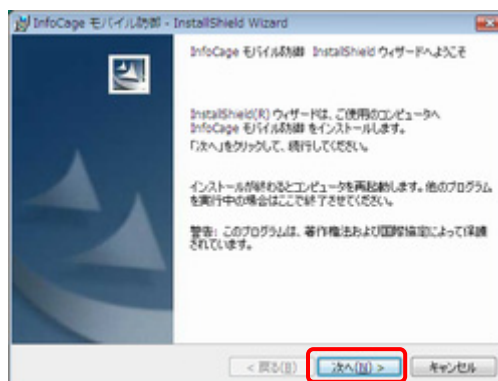 InfoCage モバイル防御 - InstallShield Wizard
InfoCage モバイル防御 InstallShield ウィザードへようこそ
InstallShield(R) ウィザードは、ご使用のコンピュータへ
InfoCage モバイル防御 をインストールします。
「次へ」をクリックして、続行してください。
インストールが終わるとコンピュータを再起動します。他のプログラム
を実行中の場合はここで終了させてください。
警告: このプログラムは、著作権法および国際協定によって保護
されています。
< 戻る(B)
次へ(N) >
キャンセル